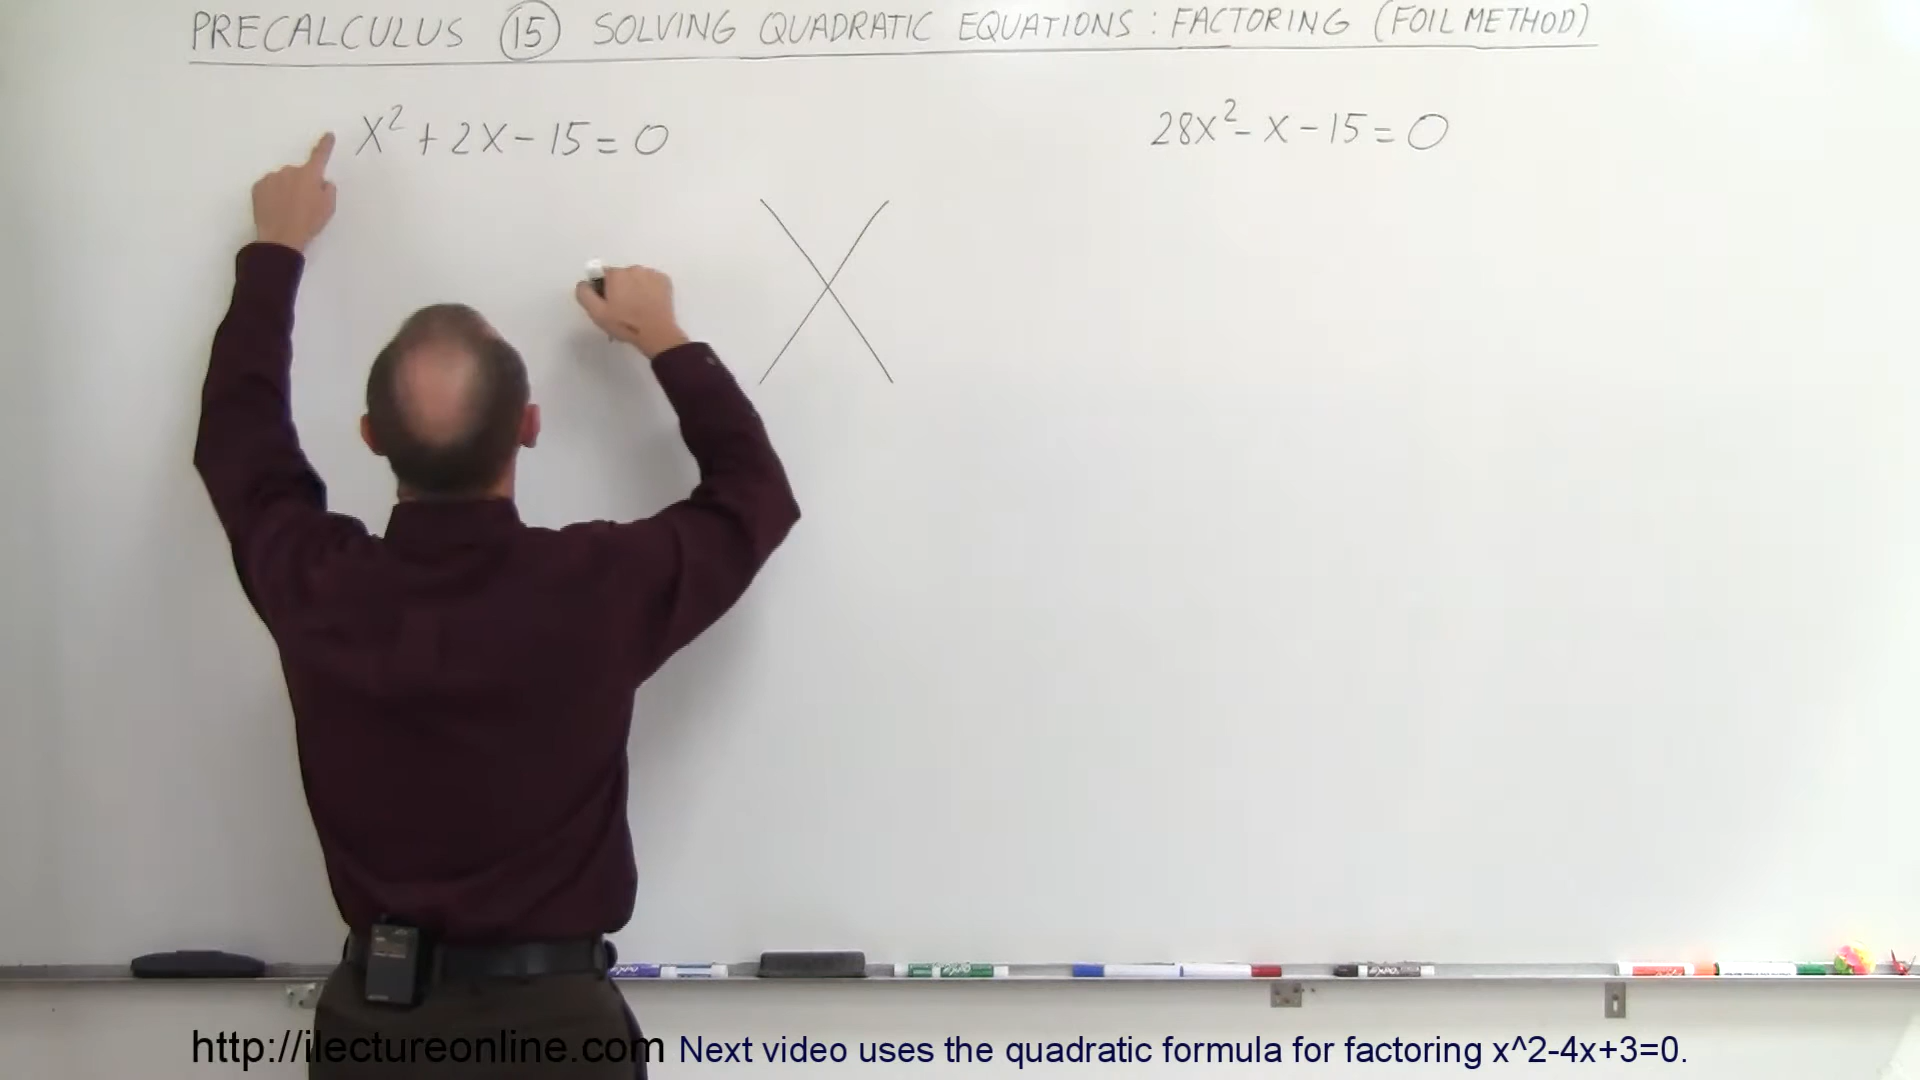 PRECALCULUS (15) SOLVING QUADRATIC EQUATIONS : FACTORING (FOIL METHOD)
x² + 2x - 15 = 0
28x² - x - 15 = 0
http://ilectureonline.com Next video uses the quadratic formula for factoring x^2-4x+3=0.